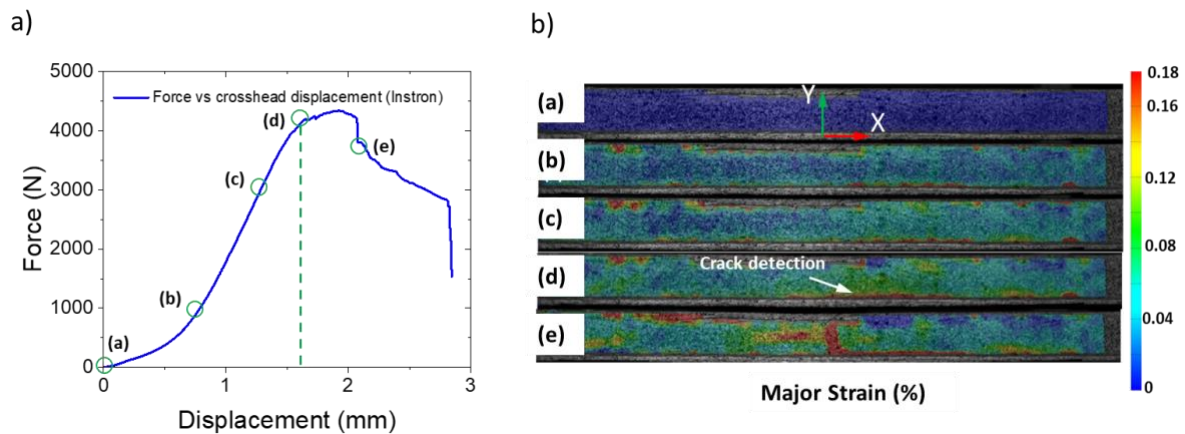 a)
b)
5000
4000
3000
2000
1000
0
Force (N)
Force vs crosshead displacement (Instron)
(a)
(b)
(c)
(d)
(e)
0
1
2
3
Displacement (mm)
(a)
Y
X
(b)
(c)
(d)
Crack detection
(e)
Major Strain (%)
0.18
0.16
0.12
0.08
0.04
0